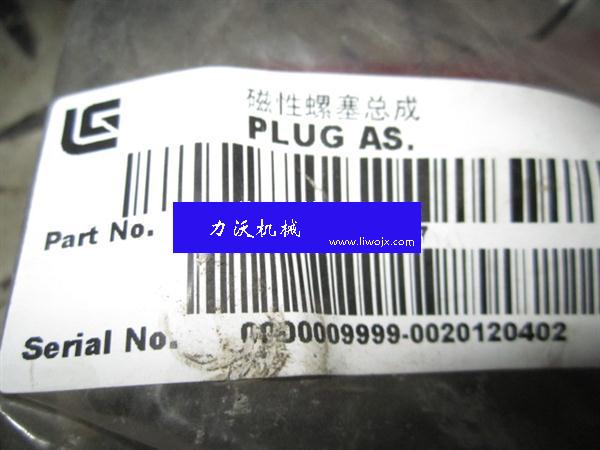 磁性螺塞总成
PLUG AS.
Part No. 7
力沃机械
www.liwojx.com
Serial No. 0000009999-0020120402